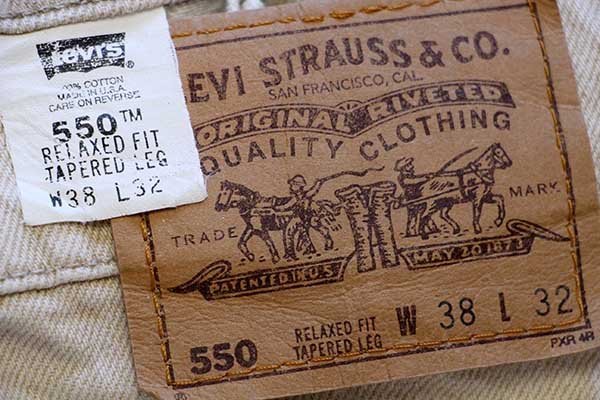 LEVI'S
100% COTTON
MADE IN U.S.A.
CARE ON REVERSE
550™
RELAXED FIT
TAPERED LEG
W38 L32
EVI STRAUSS & CO.
SAN FRANCISCO, CAL
ORIGINAL RIVETED
QUALITY CLOTHING
TRADE MARK
PATENTED IN U.S. MAY 20 1873
550 RELAXED FIT W 38 L 32
TAPERED LEG
PXR 4R